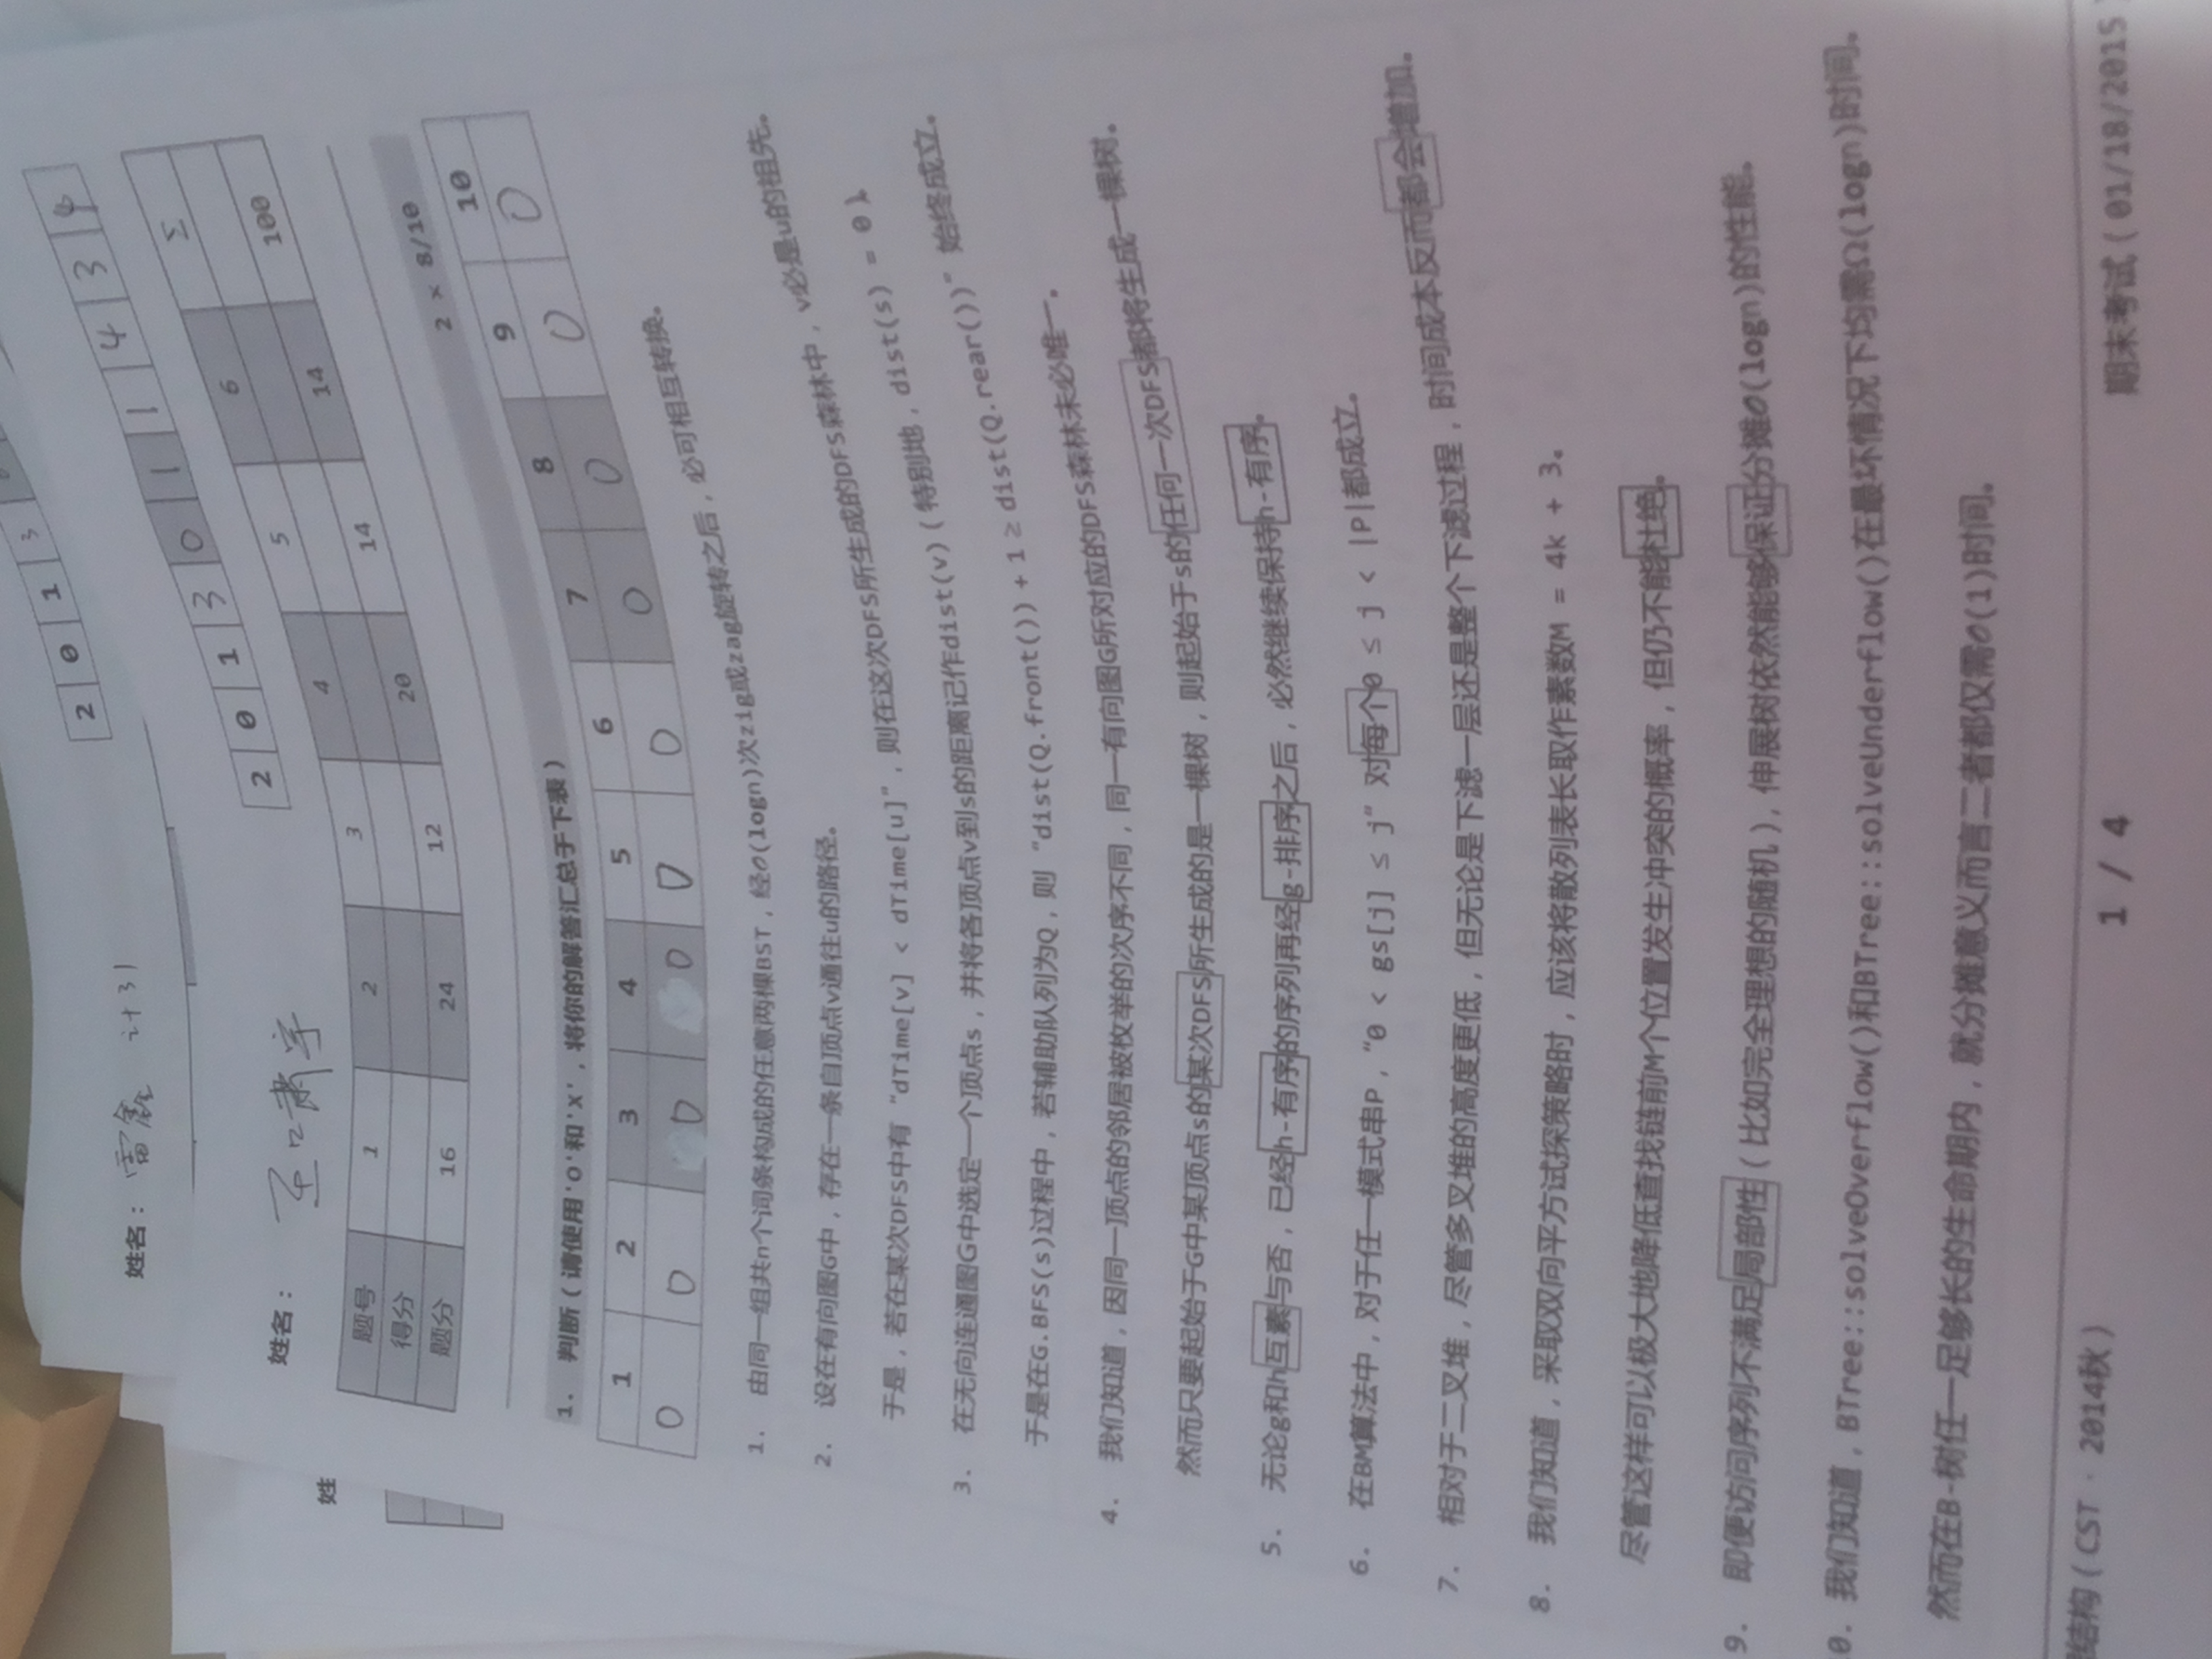 2 0 1 3
姓名： 雷鑫 计31
2 0 1 3 0 1 1 4 3 4
姓名： 王啸宇
姓
题号 1 2 3 4 5 6 Σ
得分
题分 16 24 12 20 14 14 100
2 × 8/10
1. 判断（请使用'O'和'X'，将你的解答汇总于下表）
1 2 3 4 5 6 7 8 9 10
O O O O O O O O O O
1. 由同一组共n个词条构成的任意两棵BST，经O(logn)次zig或zag旋转之后，必可相互转换。
2. 设在有向图G中，存在一条自顶点v通往u的路径。
于是，若在某次DFS中有“dTime[v] < dTime[u]”，则在这次DFS所生成的DFS森林中，v必是u的祖先。
3. 在无向连通图G中选定一个顶点s，并将各顶点v到s的距离记作dist(v)（特别地，dist(s) = 0）。
于是在G.BFS(s)过程中，若辅助队列为Q，则“dist(Q.front()) + 1 ≥ dist(Q.rear())”始终成立。
4. 我们知道，因同一顶点的邻居被枚举的次序不同，同一有向图G所对应的DFS森林未必唯一。
然而只要起始于G中某顶点s的某次DFS所生成的是一棵树，则起始于s的任何一次DFS都将生成一棵树。
5. 无论g和h互素与否，已经h-有序的序列再经g-排序之后，必然继续保持h-有序。
6. 在BM算法中，对于任一模式串P，“0 < gs[j] ≤ j”对每个0 ≤ j < |P|都成立。
7. 相对于二叉堆，尽管多叉堆的高度更低，但无论是下滤一层还是整个下滤过程，时间成本反而都会增加。
8. 我们知道，采取双向平方试探策略时，应该将散列表长取作素数M = 4k + 3。
尽管这样可以极大地降低查找链前M个位置发生冲突的概率，但仍不能杜绝。
9. 即便访问序列不满足局部性（比如完全理想的随机），伸展树依然能够保证分摊O(logn)的性能。
0. 我们知道，BTree::solveOverflow()和BTree::solveUnderflow()在最坏情况下均需Ω(logn)时间。
然而在B-树任一足够长的生命期内，就分摊意义而言二者都仅需O(1)时间。
结构（CST · 2014秋）
1 / 4
期末考试（01/18/2015